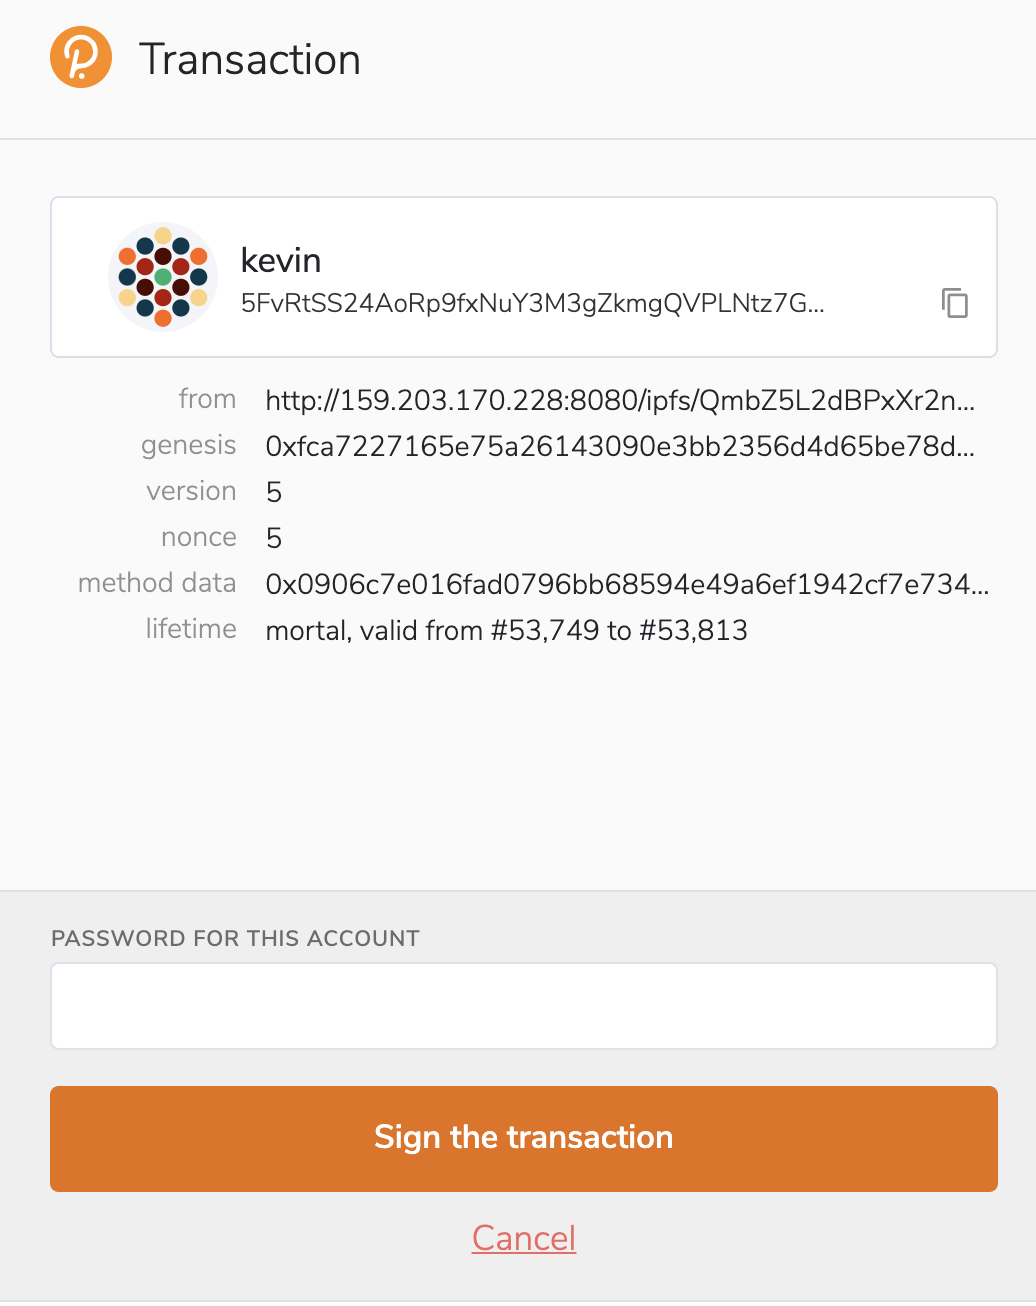 Transaction
kevin
5FvRtSS24AoRp9fxNuY3M3gZkmgQVPLNtz7G...
from http://159.203.170.228:8080/ipfs/QmbZ5L2dBPxXr2n...
genesis 0xfca7227165e75a26143090e3bb2356d4d65be78d...
version 5
nonce 5
method data 0x0906c7e016fad0796bb68594e49a6ef1942cf7e734...
lifetime mortal, valid from #53,749 to #53,813
PASSWORD FOR THIS ACCOUNT
Sign the transaction
Cancel